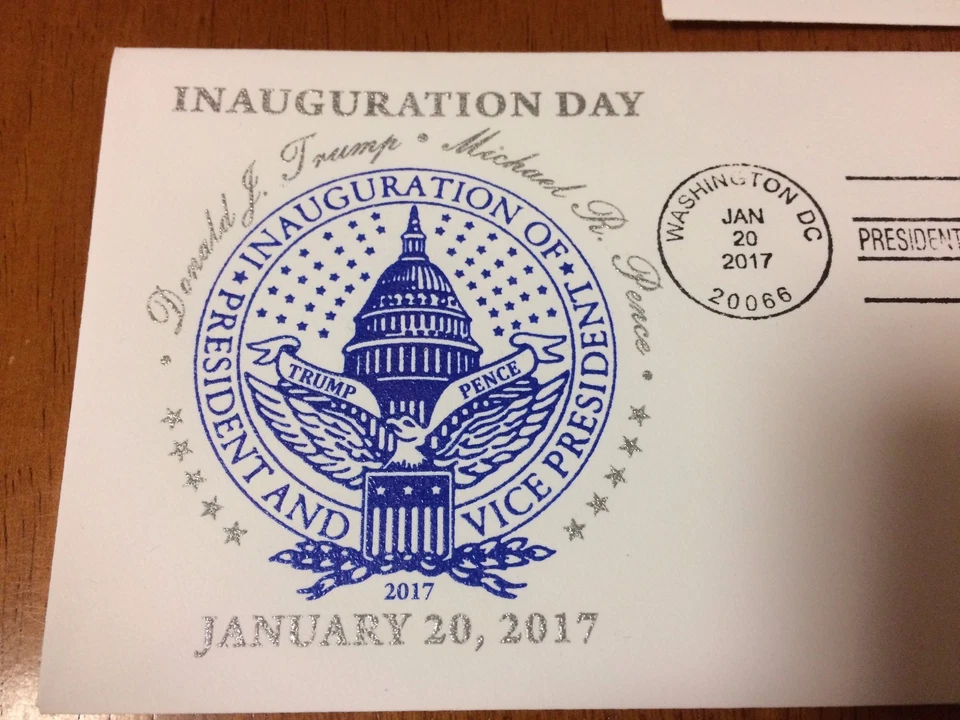 INAUGURATION DAY
Donald J. Trump • Michael R. Pence
★ INAUGURATION OF ★
PRESIDENT AND VICE PRESIDENT
TRUMP
PENCE
2017
JANUARY 20, 2017
WASHINGTON DC
JAN
20
2017
20066
PRESIDENT